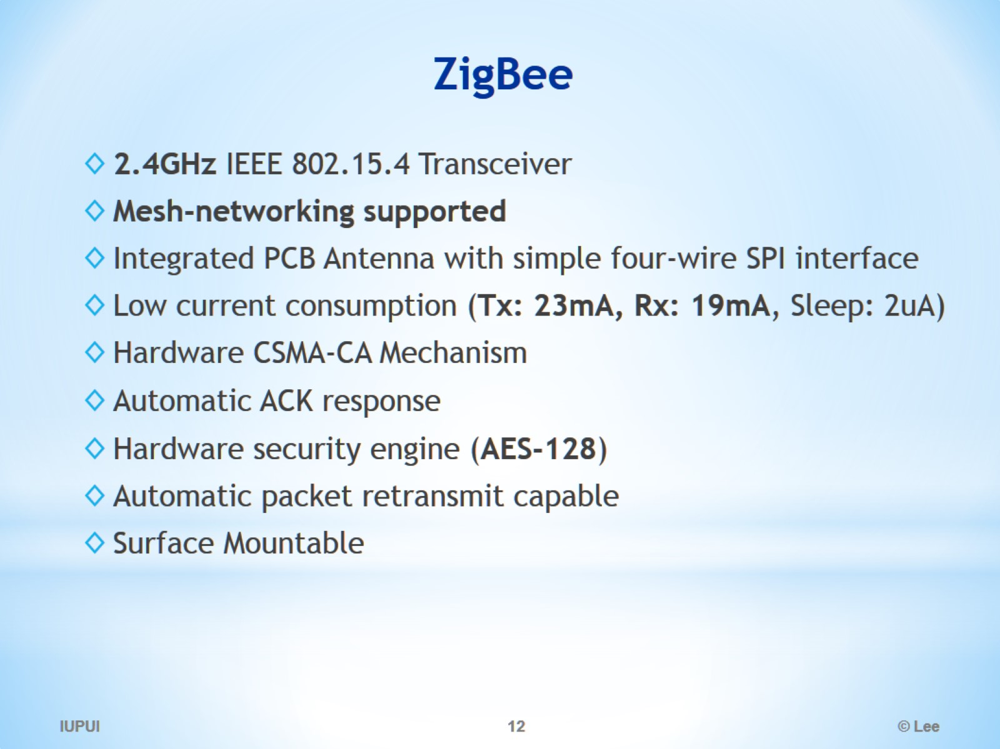 ZigBee
2.4GHz IEEE 802.15.4 Transceiver
Mesh-networking supported
Integrated PCB Antenna with simple four-wire SPI interface
Low current consumption (Tx: 23mA, Rx: 19mA, Sleep: 2uA)
Hardware CSMA-CA Mechanism
Automatic ACK response
Hardware security engine (AES-128)
Automatic packet retransmit capable
Surface Mountable
IUPUI 12 © Lee